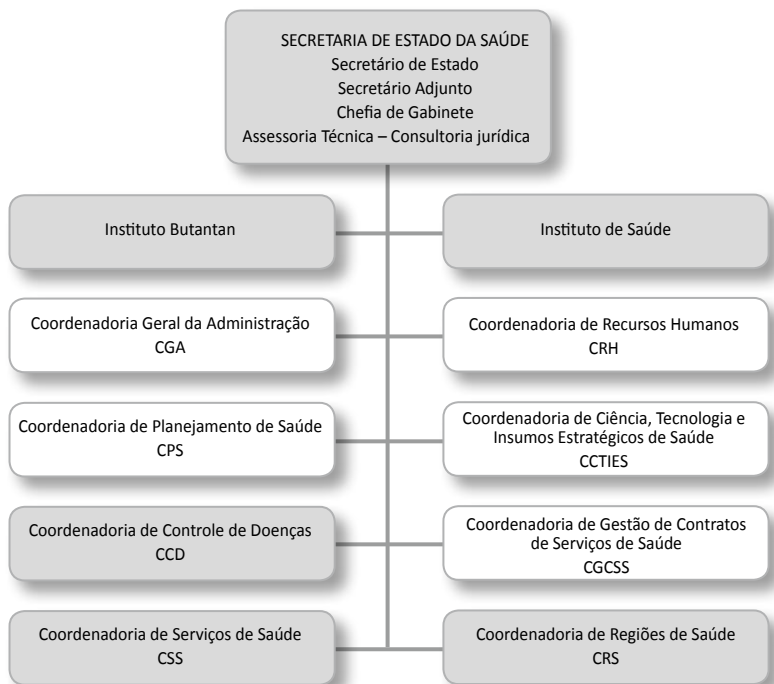 SECRETARIA DE ESTADO DA SAÚDE
Secretário de Estado
Secretário Adjunto
Chefia de Gabinete
Assessoria Técnica – Consultoria jurídica
Instituto Butantan
Instituto de Saúde
Coordenadoria Geral da Administração
CGA
Coordenadoria de Recursos Humanos
CRH
Coordenadoria de Planejamento de Saúde
CPS
Coordenadoria de Ciência, Tecnologia e
Insumos Estratégicos de Saúde
CCTIES
Coordenadoria de Controle de Doenças
CCD
Coordenadoria de Gestão de Contratos
de Serviços de Saúde
CGCSS
Coordenadoria de Serviços de Saúde
CSS
Coordenadoria de Regiões de Saúde
CRS